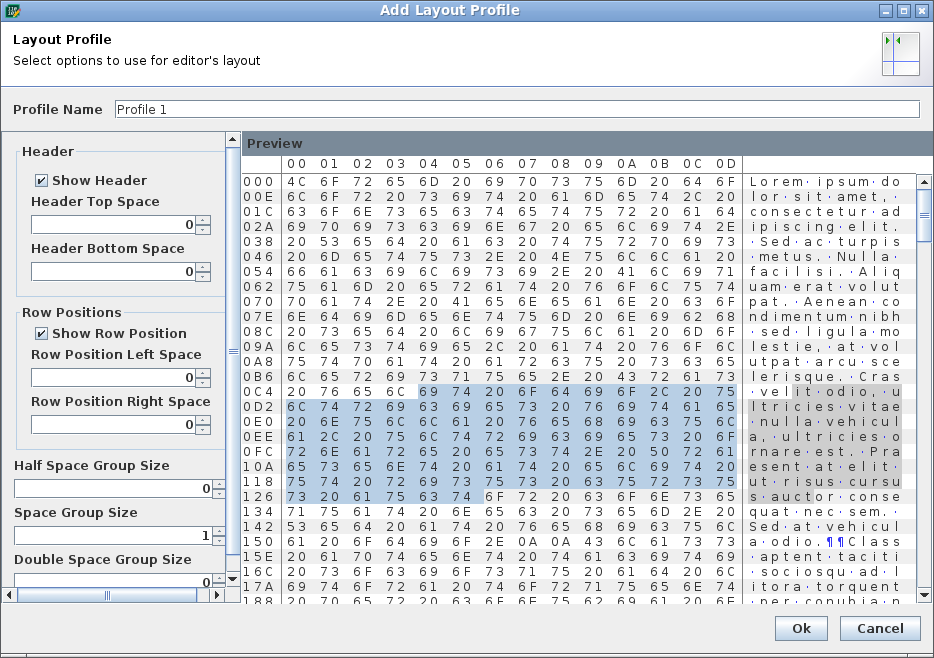 Add Layout Profile
Layout Profile
Select options to use for editor's layout
Profile Name Profile 1
Header
Show Header
Header Top Space
0
Header Bottom Space
0
Row Positions
Show Row Position
Row Position Left Space
0
Row Position Right Space
0
Half Space Group Size
0
Space Group Size
1
Double Space Group Size
0
Preview
00 01 02 03 04 05 06 07 08 09 0A 0B 0C 0D
000 4C 6F 72 65 6D 20 69 70 73 75 6D 20 64 6F Lorem·ipsum·do
00E 6C 6F 72 20 73 69 74 20 61 6D 65 74 2C 20 lor·sit·amet,·
01C 63 6F 6E 73 65 63 74 65 74 75 72 20 61 64 consectetur·ad
02A 69 70 69 73 63 69 6E 67 20 65 6C 69 74 2E ipiscing·elit.
038 20 53 65 64 20 61 63 20 74 75 72 70 69 73 ·Sed·ac·turpis
046 20 6D 65 74 75 73 2E 20 4E 75 6C 6C 61 20 ·metus.·Nulla·
054 66 61 63 69 6C 69 73 69 2E 20 41 6C 69 71 facilisi.·Aliq
062 75 61 6D 20 65 72 61 74 20 76 6F 6C 75 74 uam·erat·volut
070 70 61 74 2E 20 41 65 6E 65 61 6E 20 63 6F pat.·Aenean·co
07E 6E 64 69 6D 65 6E 74 75 6D 20 6E 69 62 68 ndimentum·nibh
08C 20 73 65 64 20 6C 69 67 75 6C 61 20 6D 6F ·sed·ligula·mo
09A 6C 65 73 74 69 65 2C 20 61 74 20 76 6F 6C lestie,·at·vol
0A8 75 74 70 61 74 20 61 72 63 75 20 73 63 65 utpat·arcu·sce
0B6 6C 65 72 69 73 71 75 65 2E 20 43 72 61 73 lerisque.·Cras
0C4 20 76 65 6C 69 74 20 6F 64 69 6F 2C 20 75 ·velit·odio,·u
0D2 6C 74 72 69 63 69 65 73 20 76 69 74 61 65 ltricies·vitae
0E0 20 6E 75 6C 6C 61 20 76 65 68 69 63 75 6C ·nulla·vehicul
0EE 61 2C 20 75 6C 74 72 69 63 69 65 73 20 6F a,·ultricies·o
0FC 72 6E 61 72 65 20 65 73 74 2E 20 50 72 61 rnare·est.·Pra
10A 65 73 65 6E 74 20 61 74 20 65 6C 69 74 20 esent·at·elit·
118 75 74 20 72 69 73 75 73 20 63 75 72 73 75 ut·risus·cursu
126 73 20 61 75 63 74 6F 72 20 63 6F 6E 73 65 s·auctor·conse
134 71 75 61 74 20 6E 65 63 20 73 65 6D 2E 20 quat·nec·sem.·
142 53 65 64 20 61 74 20 76 65 68 69 63 75 6C Sed·at·vehicul
150 61 20 6F 64 69 6F 2E 0A 0A 43 6C 61 73 73 a·odio.¶¶Class
15E 20 61 70 74 65 6E 74 20 74 61 63 69 74 69 ·aptent·taciti
16C 20 73 6F 63 69 6F 73 71 75 20 61 64 20 6C ·sociosqu·ad·l
17A 69 74 6F 72 61 20 74 6F 72 71 75 65 6E 74 itora·torquent
188 20 70 65 72 20 63 6F 6E 75 62 69 61 20 6E ·per·conubia·n
Ok Cancel